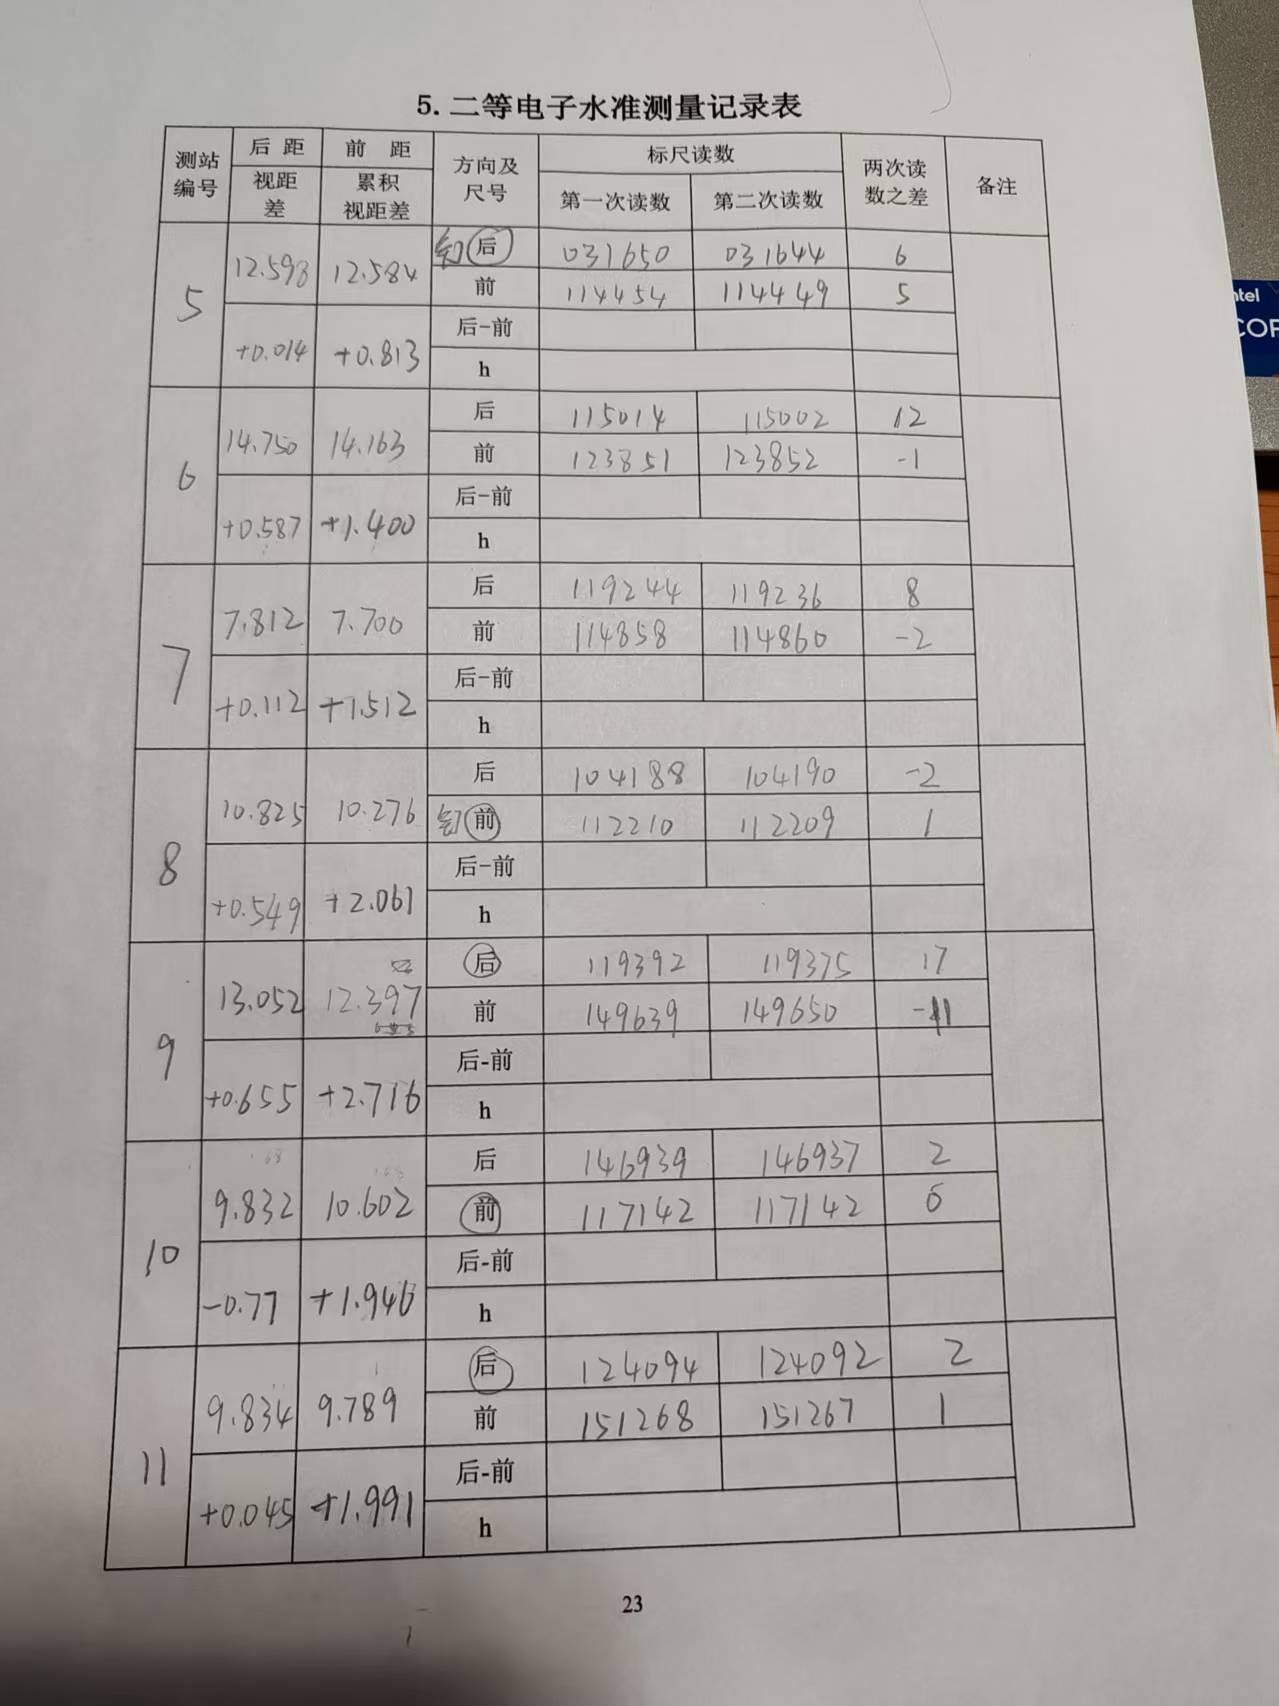 5.二等电子水准测量记录表
测站编号 后距 前距 方向及尺号 标尺读数 两次读数之差 备注
视距差 累积视距差 第一次读数 第二次读数
5 12.598 12.584 后 031650 031644 6
前 114454 114449 5
+0.014 +0.813 后-前
h
6 14.750 14.163 后 115014 115002 12
前 123851 123852 -1
+0.587 +1.400 后-前
h
7 7.812 7.700 后 119244 119236 8
前 114858 114860 -2
+0.112 +1.512 后-前
h
8 10.825 10.276 后 104188 104190 -2
前 112210 112209 1
+0.549 +2.061 后-前
h
9 13.052 12.397 后 119392 119375 17
前 149639 149650 -11
+0.655 +2.716 后-前
h
10 9.832 10.602 后 146939 146937 2
前 117142 117142 0
-0.77 +1.946 后-前
h
11 9.834 9.789 后 124094 124092 2
前 151268 151267 1
+0.045 +1.991 后-前
h
23